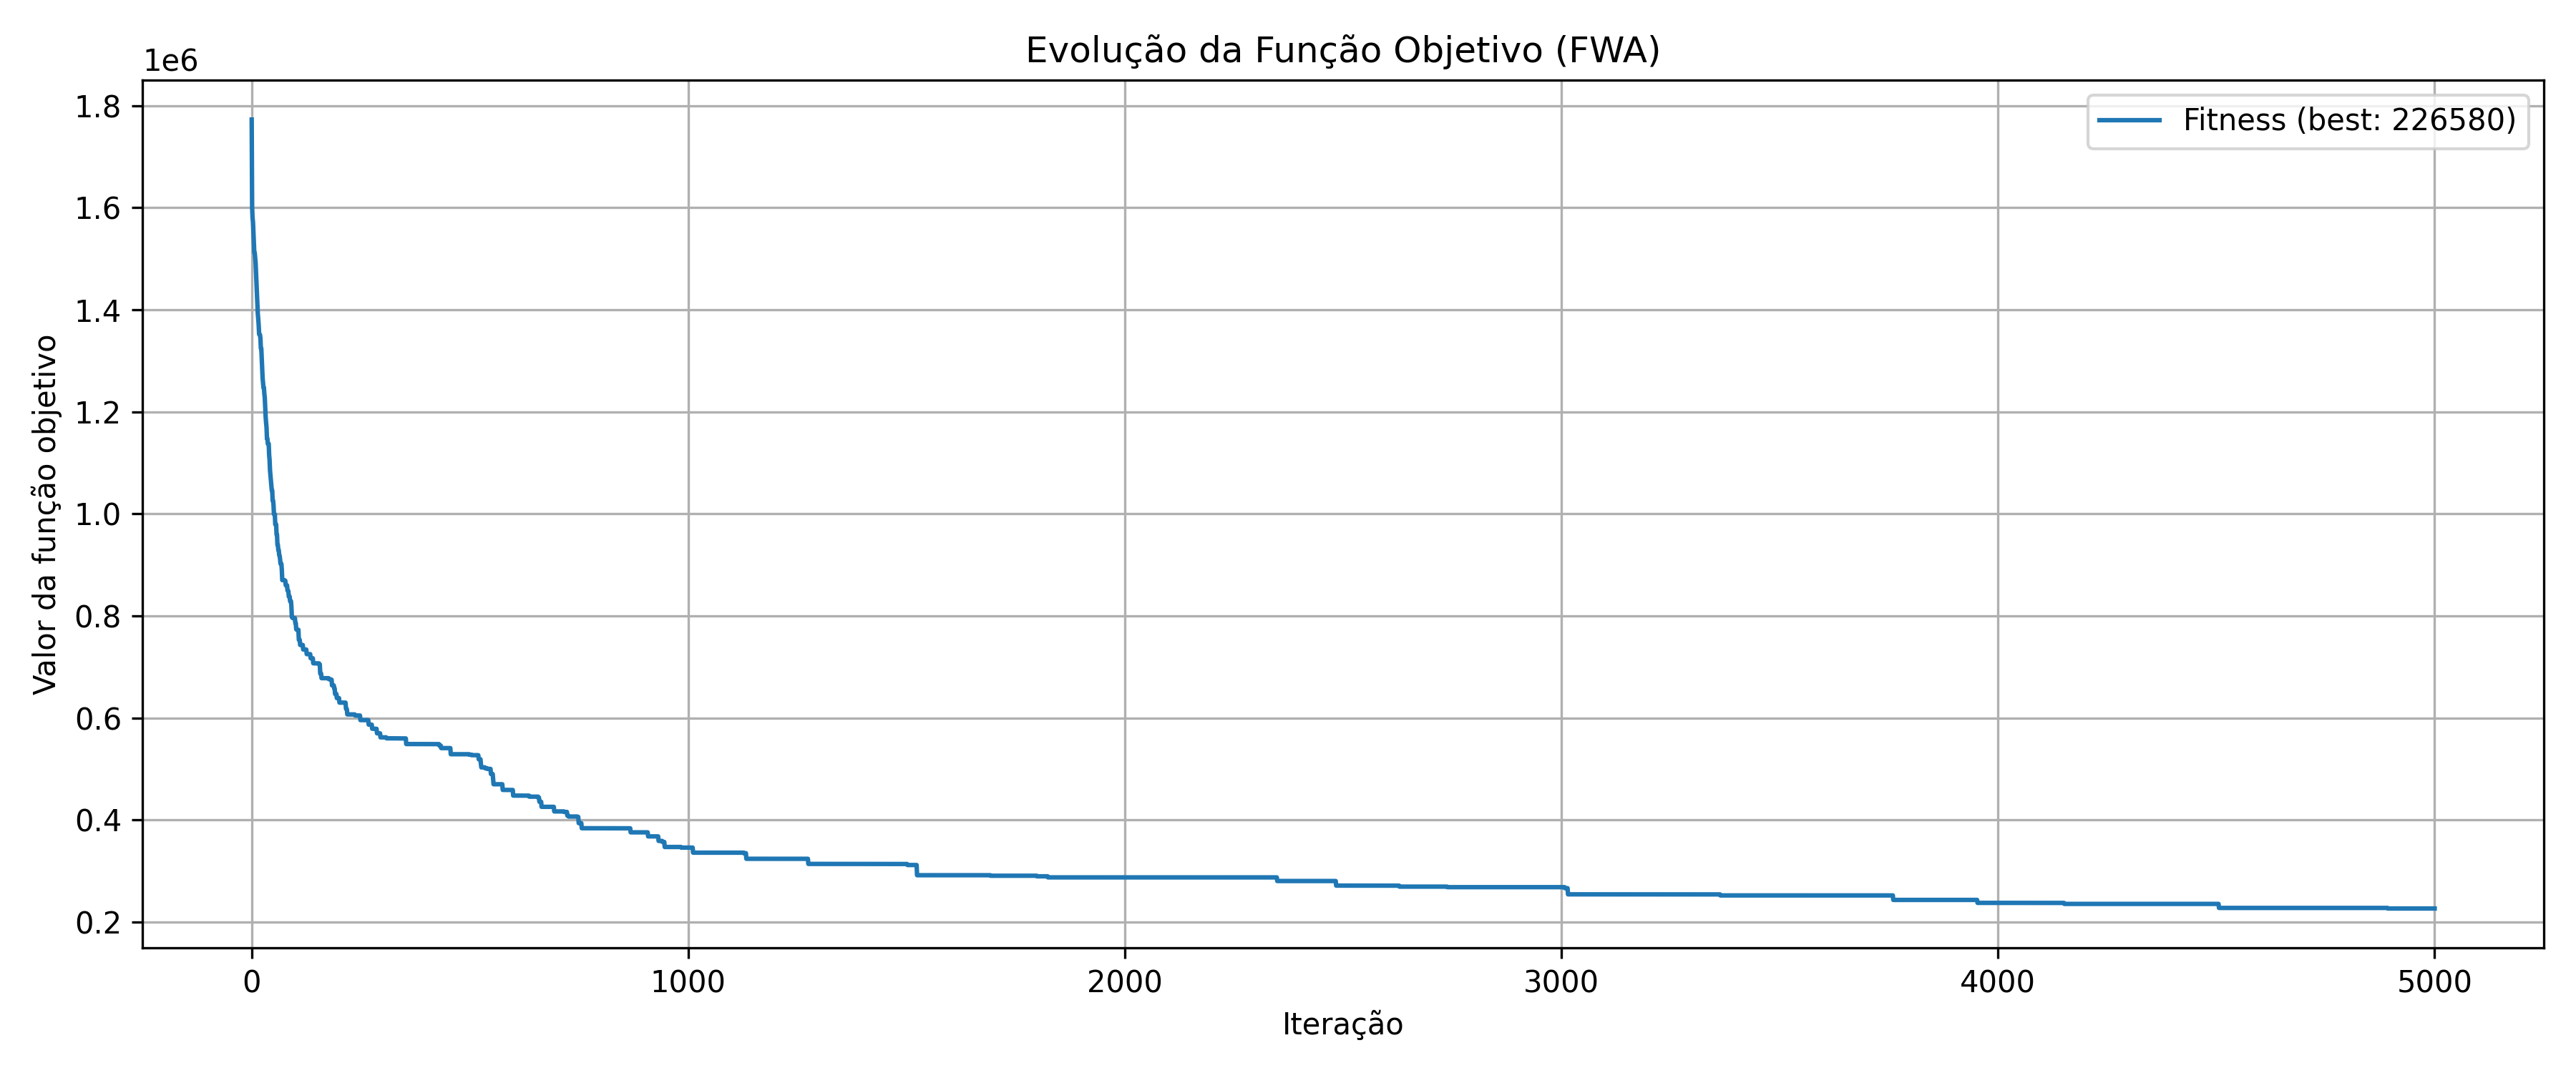 Evolução da Função Objetivo (FWA)
1e6
Fitness (best: 226580)
Valor da função objetivo
1.8
1.6
1.4
1.2
1.0
0.8
0.6
0.4
0.2
0 1000 2000 3000 4000 5000
Iteração